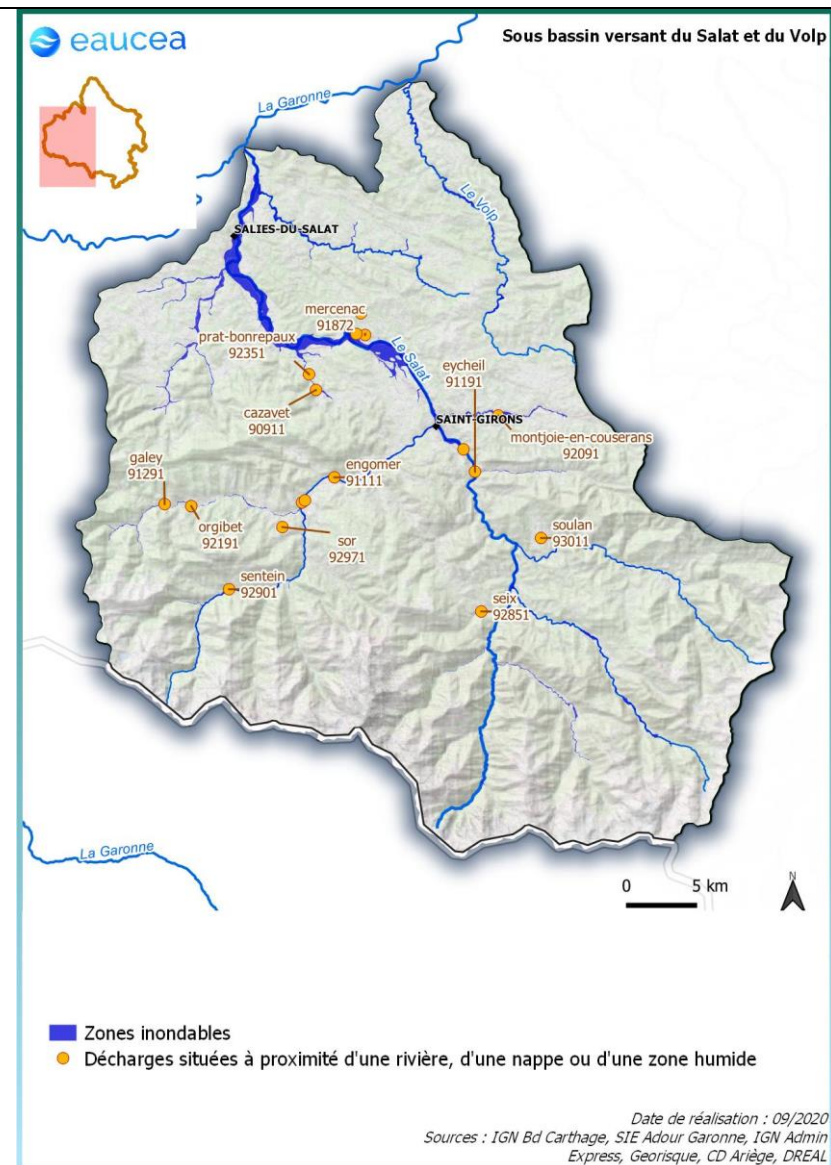 eaucea
Sous bassin versant du Salat et du Volp
La Garonne
Le Volp
SALIES-DU-SALAT
mercenac
91872
prat-bonrepaux
92351
Le Salat
eycheil
91191
cazavet
90911
SAINT-GIRONS
montjoie-en-couserans
92091
galey
91291
engomer
91111
orgibet
92191
sor
92971
soulan
93011
sentein
92901
seix
92851
La Garonne
0 5 km
N
Zones inondables
Décharges situées à proximité d'une rivière, d'une nappe ou d'une zone humide
Date de réalisation : 09/2020
Sources : IGN Bd Carthage, SIE Adour Garonne, IGN Admin
Express, Georisque, CD Ariège, DREAL